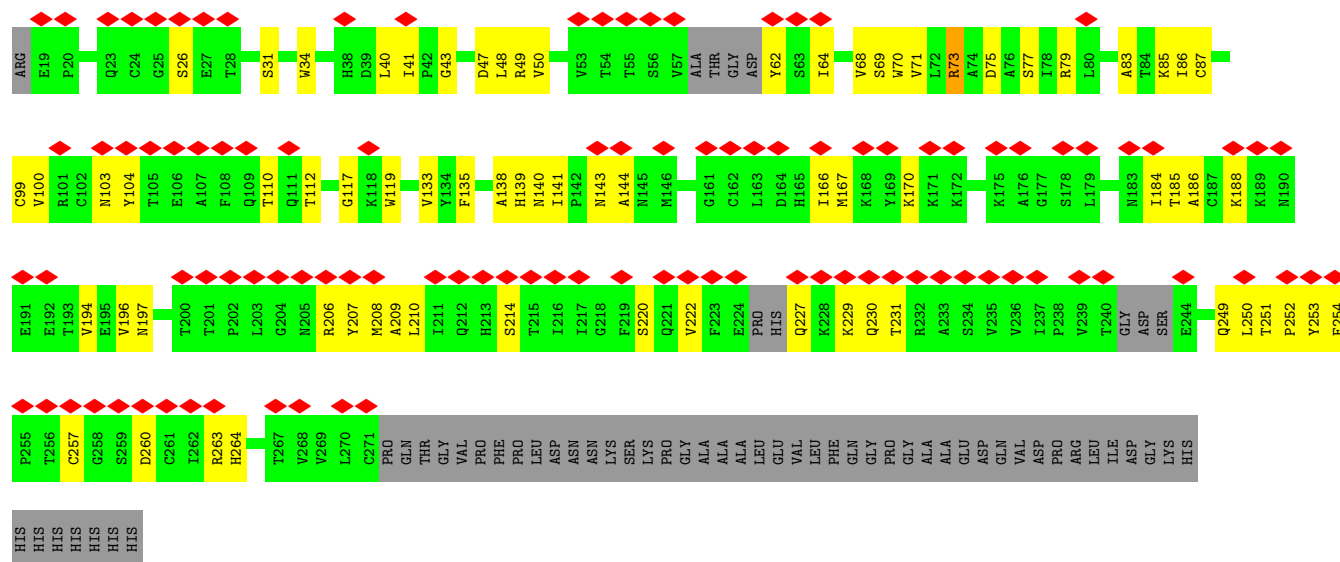 ARG E19 P20 Q23 C24 G25 S26 E27 T28 S31 W34 H38 D39 L40 I41 P42 G43 D47 L48 R49 V50 V53 T54 T55 S56 V57 ALA THR GLY ASP Y62 S63 I64 V68 S69 W70 V71 L72 R73 A74 D75 A76 S77 I78 R79 L80 A83 T84 K85 I86 C87
C99 V100 R101 C102 N103 Y104 T105 E106 A107 F108 Q109 T110 Q111 T112 G117 K118 W119 V133 Y134 F135 A138 H139 N140 I141 P142 N143 A144 N145 M146 G161 C162 L163 D164 H165 I166 M167 K168 Y169 K170 K171 K172 K175 A176 G177 S178 L179 N183 I184 T185 A186 C187 K188 K189 N190
E191 E192 T193 V194 E195 V196 N197 T200 T201 P202 L203 G204 N205 R206 Y207 M208 A209 L210 I211 Q212 H213 S214 T215 I216 I217 G218 F219 S220 Q221 V222 F223 E224 PRO HIS Q227 K228 K229 Q230 T231 R232 A233 S234 V235 V236 I237 P238 V239 T240 GLY ASP SER E244 Q249 L250 T251 P252 Y253 F254
P255 T256 C257 G258 S259 D260 C261 I262 R263 H264 T267 V268 V269 L270 C271 PRO GLN THR GLY VAL PRO PHE PRO LEU ASP ASN ASN LYS SER LYS PRO GLY ALA ALA ALA LEU GLU VAL LEU PHE GLN GLY PRO GLY ALA ALA GLU ASP GLN VAL ASP PRO ARG LEU ILE ASP GLY LYS HIS
HIS HIS HIS HIS HIS HIS